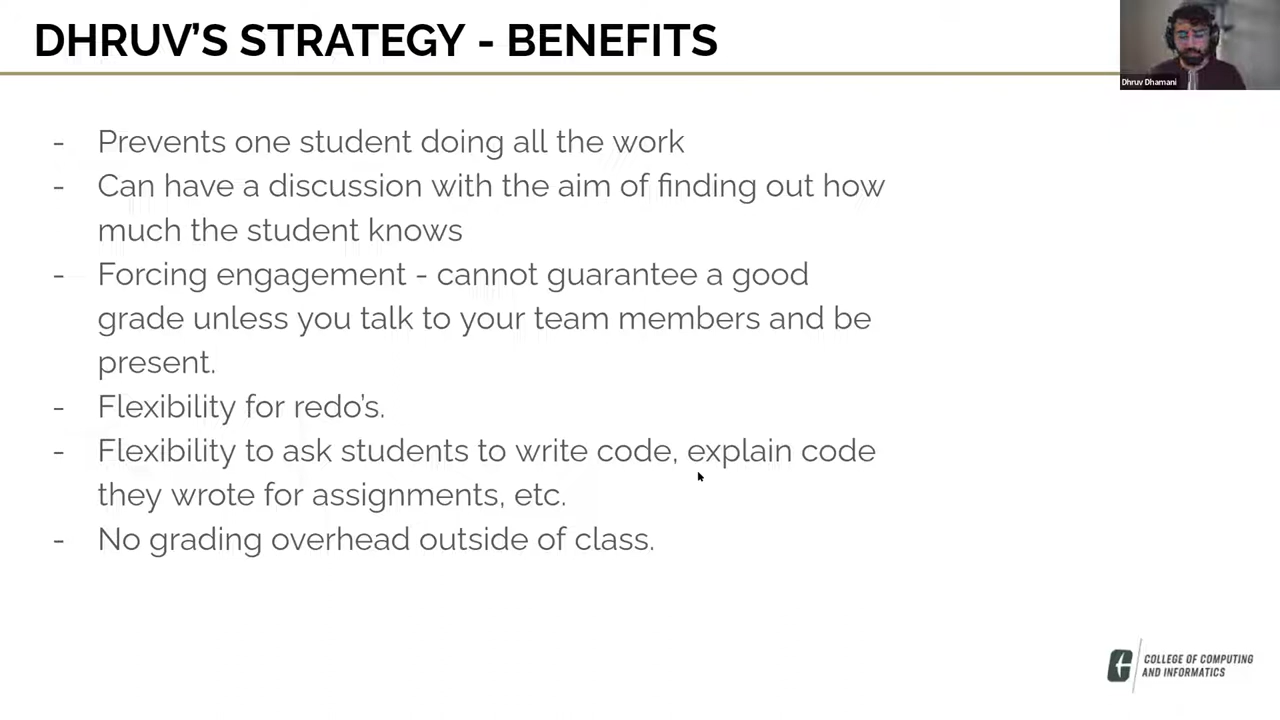 DHRUV'S STRATEGY - BENEFITS
Dhruv Dhamani
- Prevents one student doing all the work
- Can have a discussion with the aim of finding out how
much the student knows
- Forcing engagement - cannot guarantee a good
grade unless you talk to your team members and be
present.
- Flexibility for redo's.
- Flexibility to ask students to write code, explain code
they wrote for assignments, etc.
- No grading overhead outside of class.
COLLEGE OF COMPUTING
AND INFORMATICS